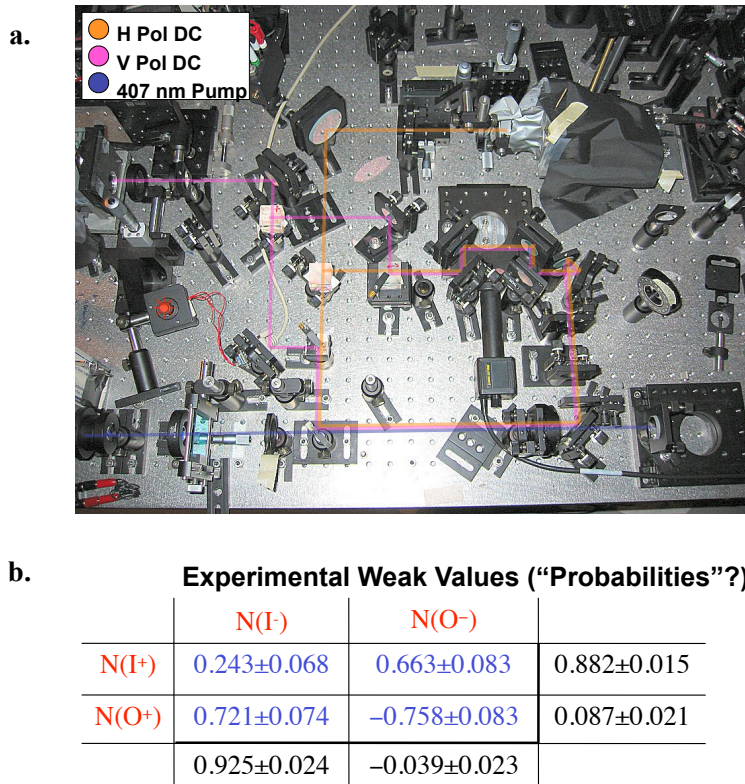 a.
H Pol DC
V Pol DC
407 nm Pump
b.
Experimental Weak Values (“Probabilities”?)
N(I-) N(O−)
N(I+) 0.243±0.068 0.663±0.083 0.882±0.015
N(O+) 0.721±0.074 −0.758±0.083 0.087±0.021
0.925±0.024 −0.039±0.023